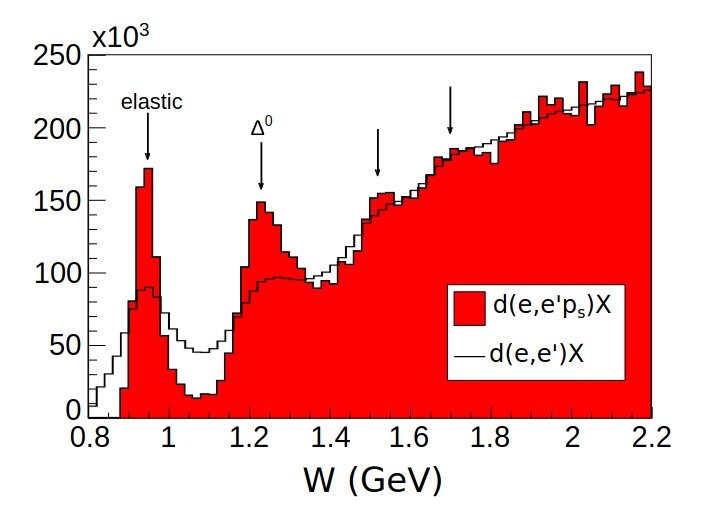 x10³
250
200
150
100
50
0
elastic
Δ⁰
d(e,e'pₛ)X
d(e,e')X
0.8 1 1.2 1.4 1.6 1.8 2 2.2
W (GeV)